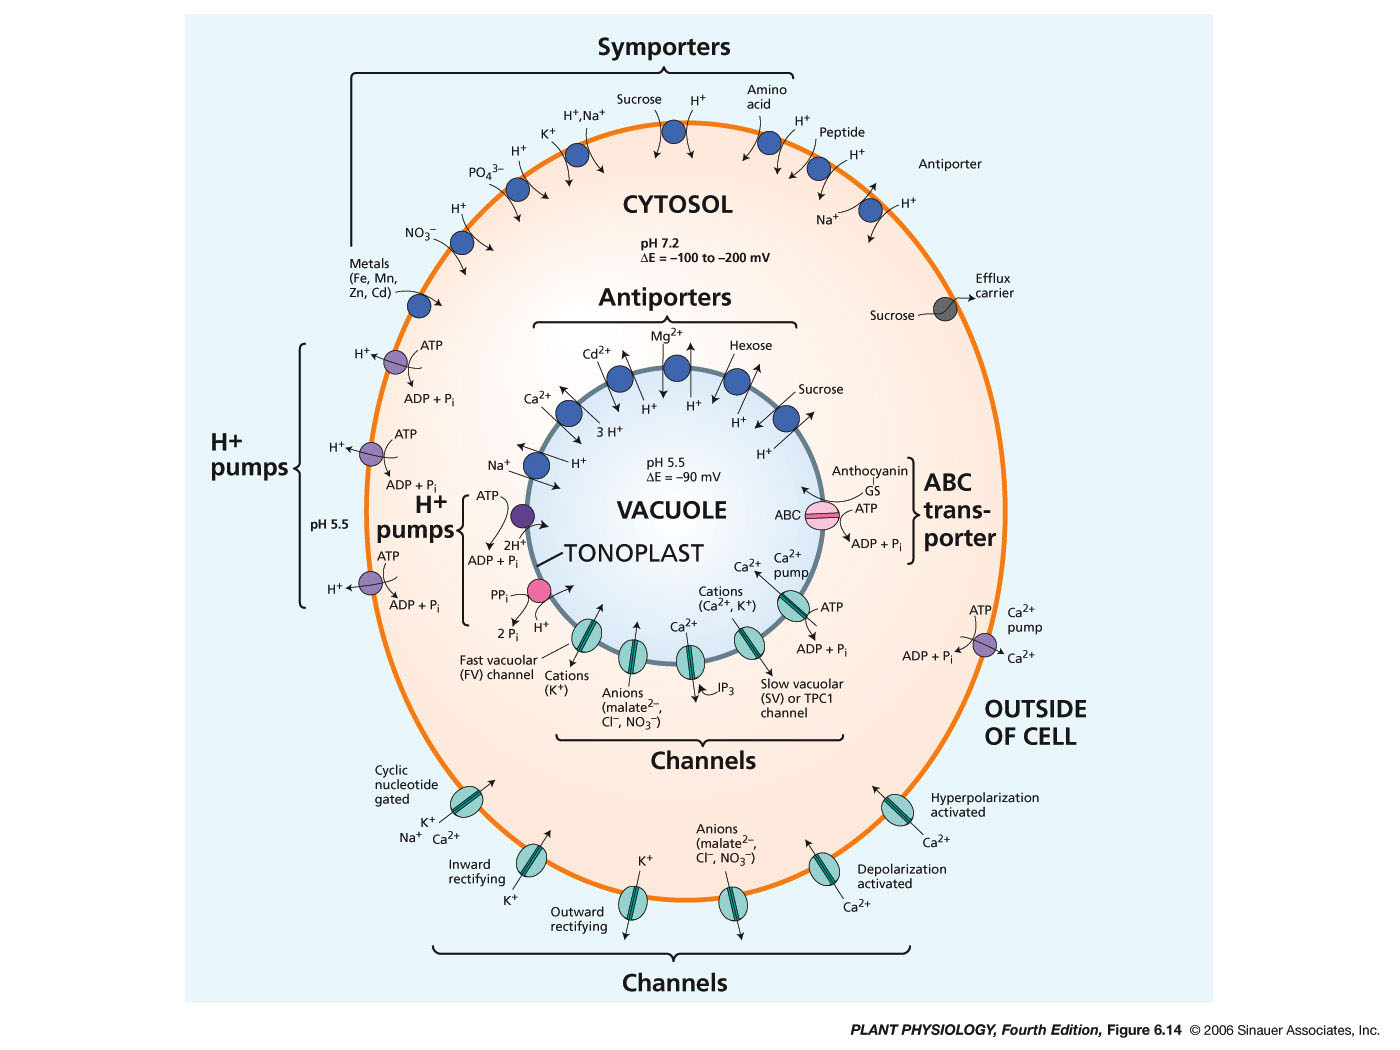 Symporters
Sucrose
H⁺
Amino
acid
H⁺
Peptide
H⁺
Antiporter
Na⁺
H⁺
H⁺,Na⁺
K⁺
H⁺
PO₄³⁻
H⁺
NO₃⁻
Metals
(Fe, Mn,
Zn, Cd)
CYTOSOL
pH 7.2
ΔE = –100 to –200 mV
Efflux
carrier
Sucrose
Antiporters
Mg²⁺
H⁺
Cd²⁺
H⁺
Hexose
H⁺
Sucrose
H⁺
Ca²⁺
3 H⁺
Na⁺
H⁺
H⁺
ATP
ADP + Pᵢ
H+
pumps
H⁺
ATP
ADP + Pᵢ
pH 5.5
H⁺
ATP
ADP + Pᵢ
H+
pumps
ATP
2H⁺
ADP + Pᵢ
PPᵢ
2 Pᵢ
H⁺
pH 5.5
ΔE = –90 mV
VACUOLE
TONOPLAST
Anthocyanin
GS
ABC
ATP
ADP + Pᵢ
ABC
trans-
porter
Ca²⁺
Ca²⁺
pump
ATP
ADP + Pᵢ
Cations
(Ca²⁺, K⁺)
Ca²⁺
IP₃
Slow vacuolar
(SV) or TPC1
channel
Fast vacuolar
(FV) channel
Cations
(K⁺)
Anions
(malate²⁻,
Cl⁻, NO₃⁻)
Channels
ATP
ADP + Pᵢ
Ca²⁺
pump
Ca²⁺
OUTSIDE
OF CELL
Cyclic
nucleotide
gated
K⁺
Na⁺ Ca²⁺
Inward
rectifying
K⁺
K⁺
Outward
rectifying
Anions
(malate²⁻,
Cl⁻, NO₃⁻)
Depolarization
activated
Ca²⁺
Hyperpolarization
activated
Ca²⁺
Channels
PLANT PHYSIOLOGY, Fourth Edition, Figure 6.14 © 2006 Sinauer Associates, Inc.